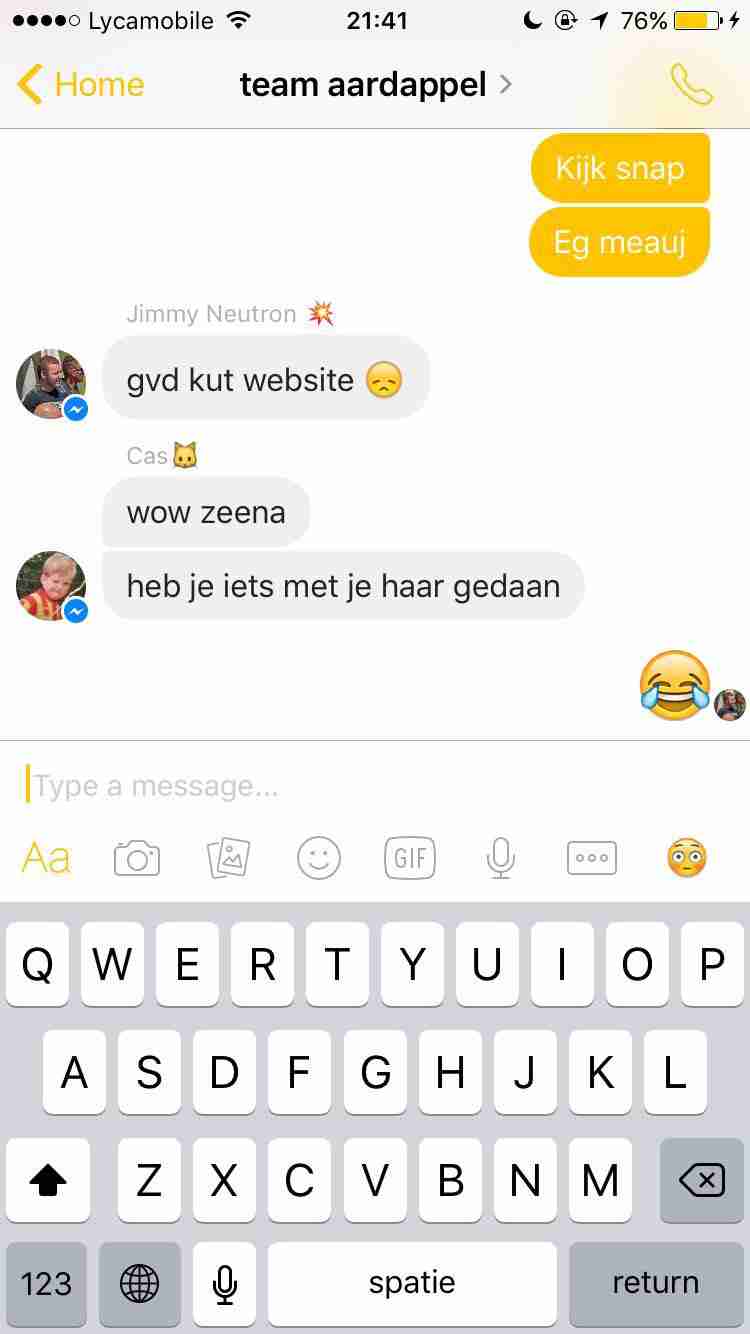 Lycamobile 21:41 76%
Home team aardappel
Kijk snap
Eg meauj
Jimmy Neutron 💥
gvd kut website 😞
Cas🐱
wow zeena
heb je iets met je haar gedaan
😂
Type a message...
Aa GIF
Q W E R T Y U I O P
A S D F G H J K L
Z X C V B N M
123 spatie return